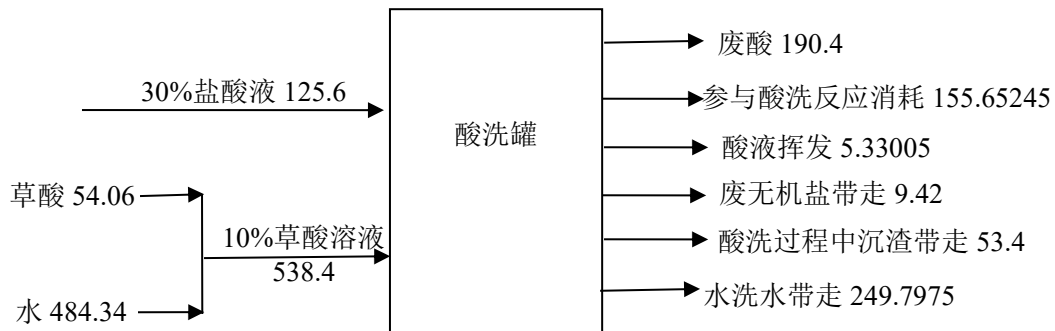 废酸 190.4
30%盐酸液 125.6
参与酸洗反应消耗 155.65245
酸洗罐
酸液挥发 5.33005
草酸 54.06
废无机盐带走 9.42
10%草酸溶液
538.4
酸洗过程中沉渣带走 53.4
水 484.34
水洗水带走 249.7975